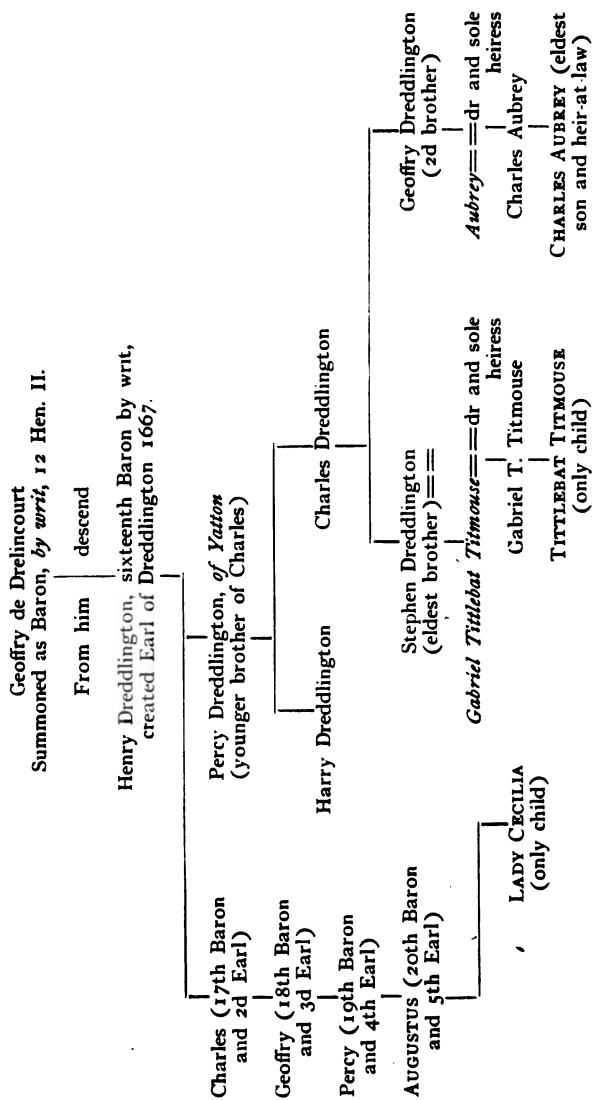 Geoffry de Drelincourt
Summoned as Baron, by writ, 12 Hen. II.
From him descend
Henry Dreddlington, sixteenth Baron by writ,
created Earl of Dreddlington 1667.
Charles (17th Baron
and 2d Earl)
Geoffry (18th Baron
and 3d Earl)
Percy (19th Baron
and 4th Earl)
AUGUSTUS (20th Baron
and 5th Earl)
LADY CECILIA
(only child)
Percy Dreddlington, of Yatton
(younger brother of Charles)
Harry Dreddlington
Charles Dreddlington
Stephen Dreddlington
(eldest brother)==
Gabriel Tittlebat Titmouse==dr and sole
heiress
Gabriel T. Titmouse
TITTLEBAT TITMOUSE
(only child)
Geoffry Dreddlington
(2d brother)
Aubrey==dr and sole
heiress
Charles Aubrey
CHARLES AUBREY (eldest
son and heir-at-law)